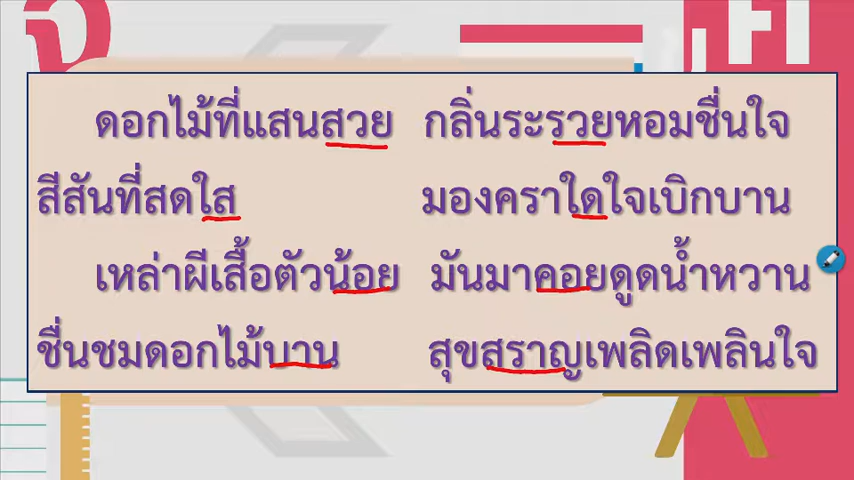 ดอกไม้ที่แสนสวย กลิ่นระรวยหอมชื่นใจ
สีสันที่สดใส มองคราใดใจเบิกบาน
เหล่าผีเสื้อตัวน้อย มันมาคอยดูดน้ำหวาน
ชื่นชมดอกไม้บาน สุขสราญเพลิดเพลินใจ